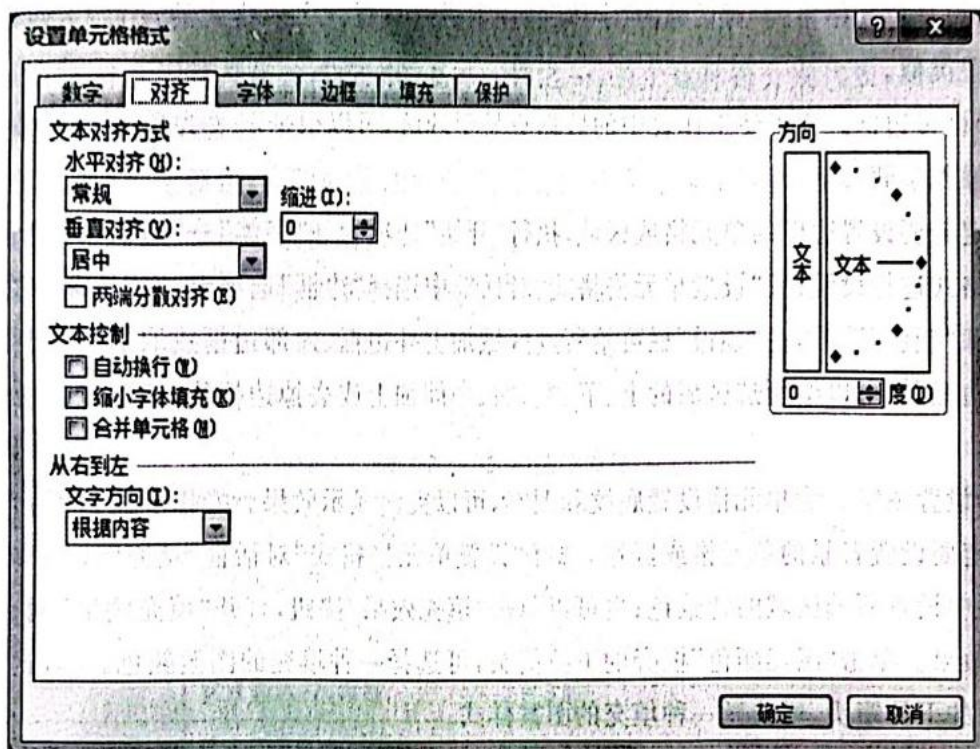 设置单元格格式
数字 对齐 字体 边框 填充 保护
文本对齐方式
水平对齐(H):
常规
缩进(I):
垂直对齐(V):
0
居中
两端分散对齐(E)
文本控制
自动换行(W)
缩小字体填充(K)
合并单元格(M)
从右到左
文字方向(T):
根据内容
方向
文本
文本
0 度(D)
确定 取消